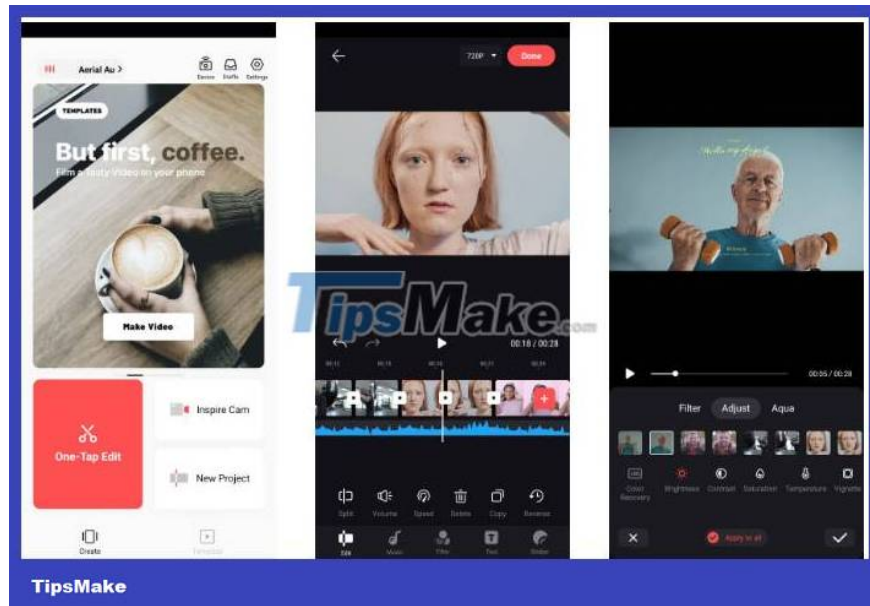 Aerial Au >
Device Drafts Settings
TEMPLATES
But first, coffee.
Film a Tasty Video on your phone
Make Video
One-Tap Edit
Inspire Cam
New Project
Create
720P
Done
TipsMake.com
00:18 / 00:28
Split Volume Speed Delete Copy Reverse
Edit Music Filter Text Sticker
00:05 / 00:28
Filter Adjust Aqua
Color Recovery
Brightness Contrast Saturation Temperature Vignette
Apply to all
TipsMake